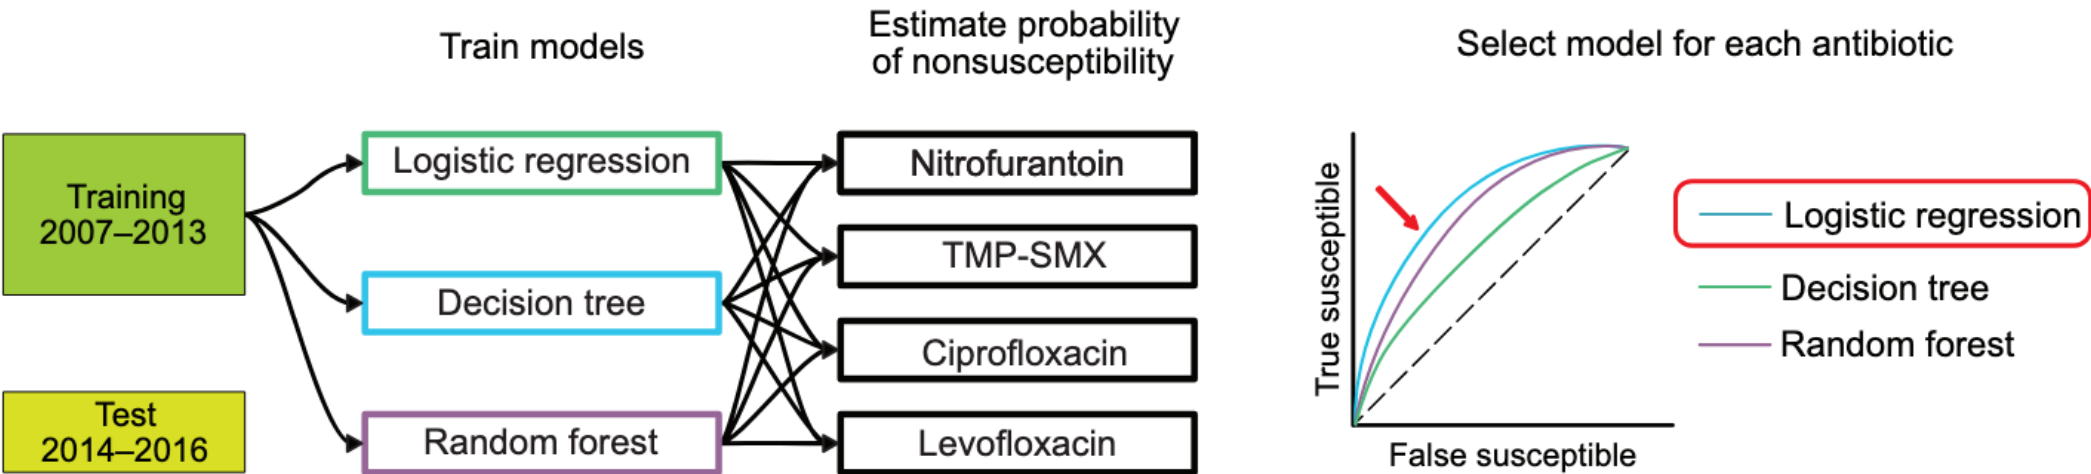 Train models
Estimate probability
of nonsusceptibility
Select model for each antibiotic
Training
2007–2013
Test
2014–2016
Logistic regression
Decision tree
Random forest
Nitrofurantoin
TMP-SMX
Ciprofloxacin
Levofloxacin
True susceptible
False susceptible
Logistic regression
Decision tree
Random forest